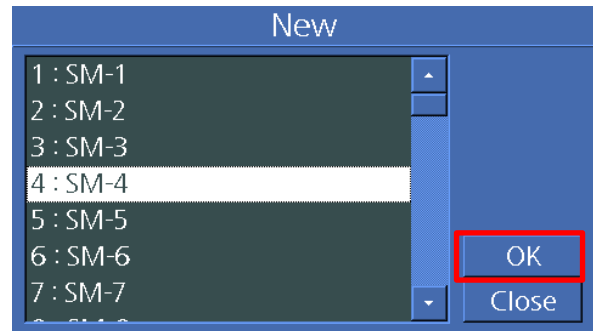 New
1 : SM-1
2 : SM-2
3 : SM-3
4 : SM-4
5 : SM-5
6 : SM-6
7 : SM-7
OK
Close